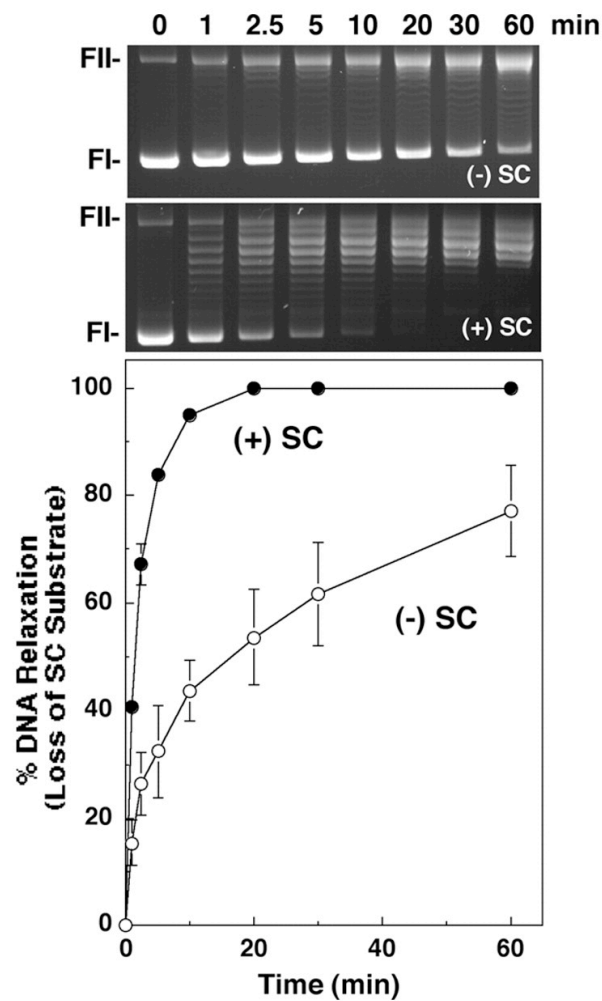 0 1 2.5 5 10 20 30 60 min
FII-
FI-
(-) SC
FII-
FI-
(+) SC
100
80
60
40
20
0
(+) SC
(-) SC
% DNA Relaxation
(Loss of SC Substrate)
0 20 40 60
Time (min)